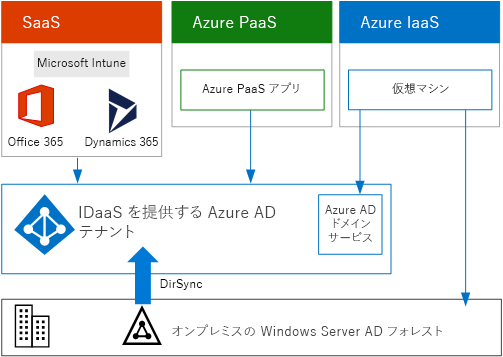 SaaS
Azure PaaS
Azure IaaS
Microsoft Intune
Office 365
Dynamics 365
Azure PaaS アプリ
仮想マシン
IDaaS を提供する Azure AD
テナント
Azure AD
ドメイン
サービス
DirSync
オンプレミスの Windows Server AD フォレスト